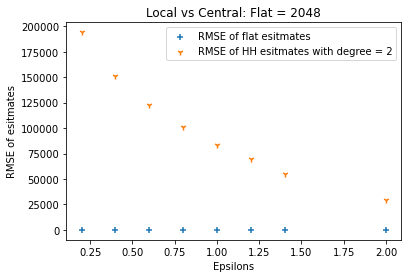 Local vs Central: Flat = 2048
RMSE of flat esitmates
RMSE of HH esitmates with degree = 2
200000
175000
150000
125000
100000
75000
50000
25000
0
RMSE of esitmates
0.25 0.50 0.75 1.00 1.25 1.50 1.75 2.00
Epsilons